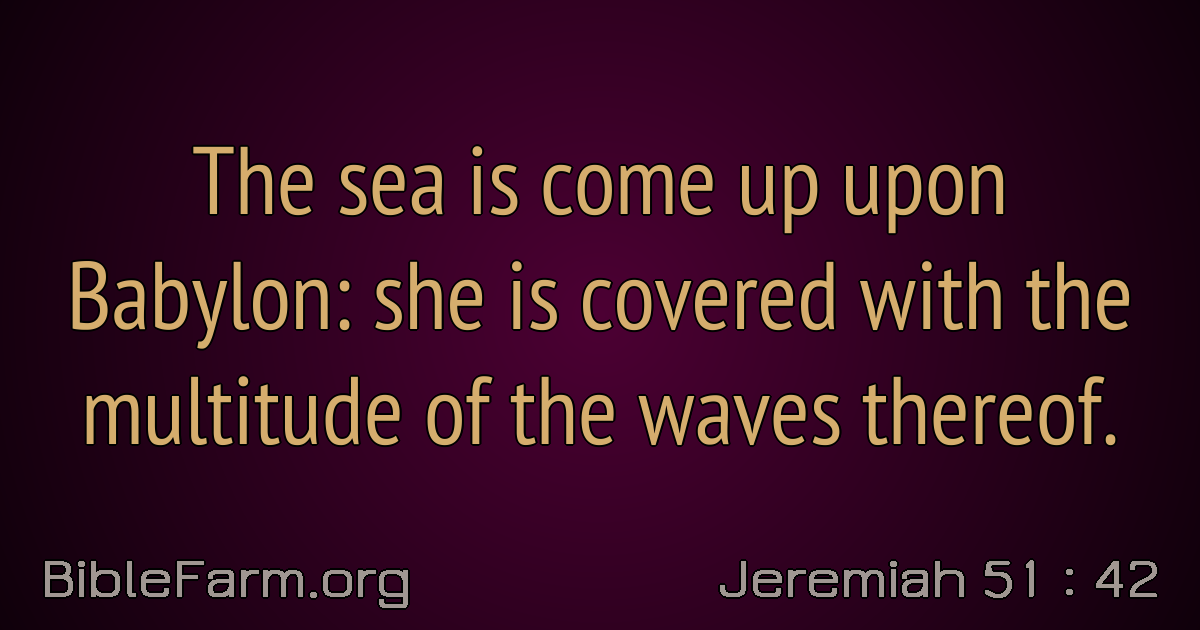 The sea is come up upon
Babylon: she is covered with the
multitude of the waves thereof.
BibleFarm.org
Jeremiah 51 : 42